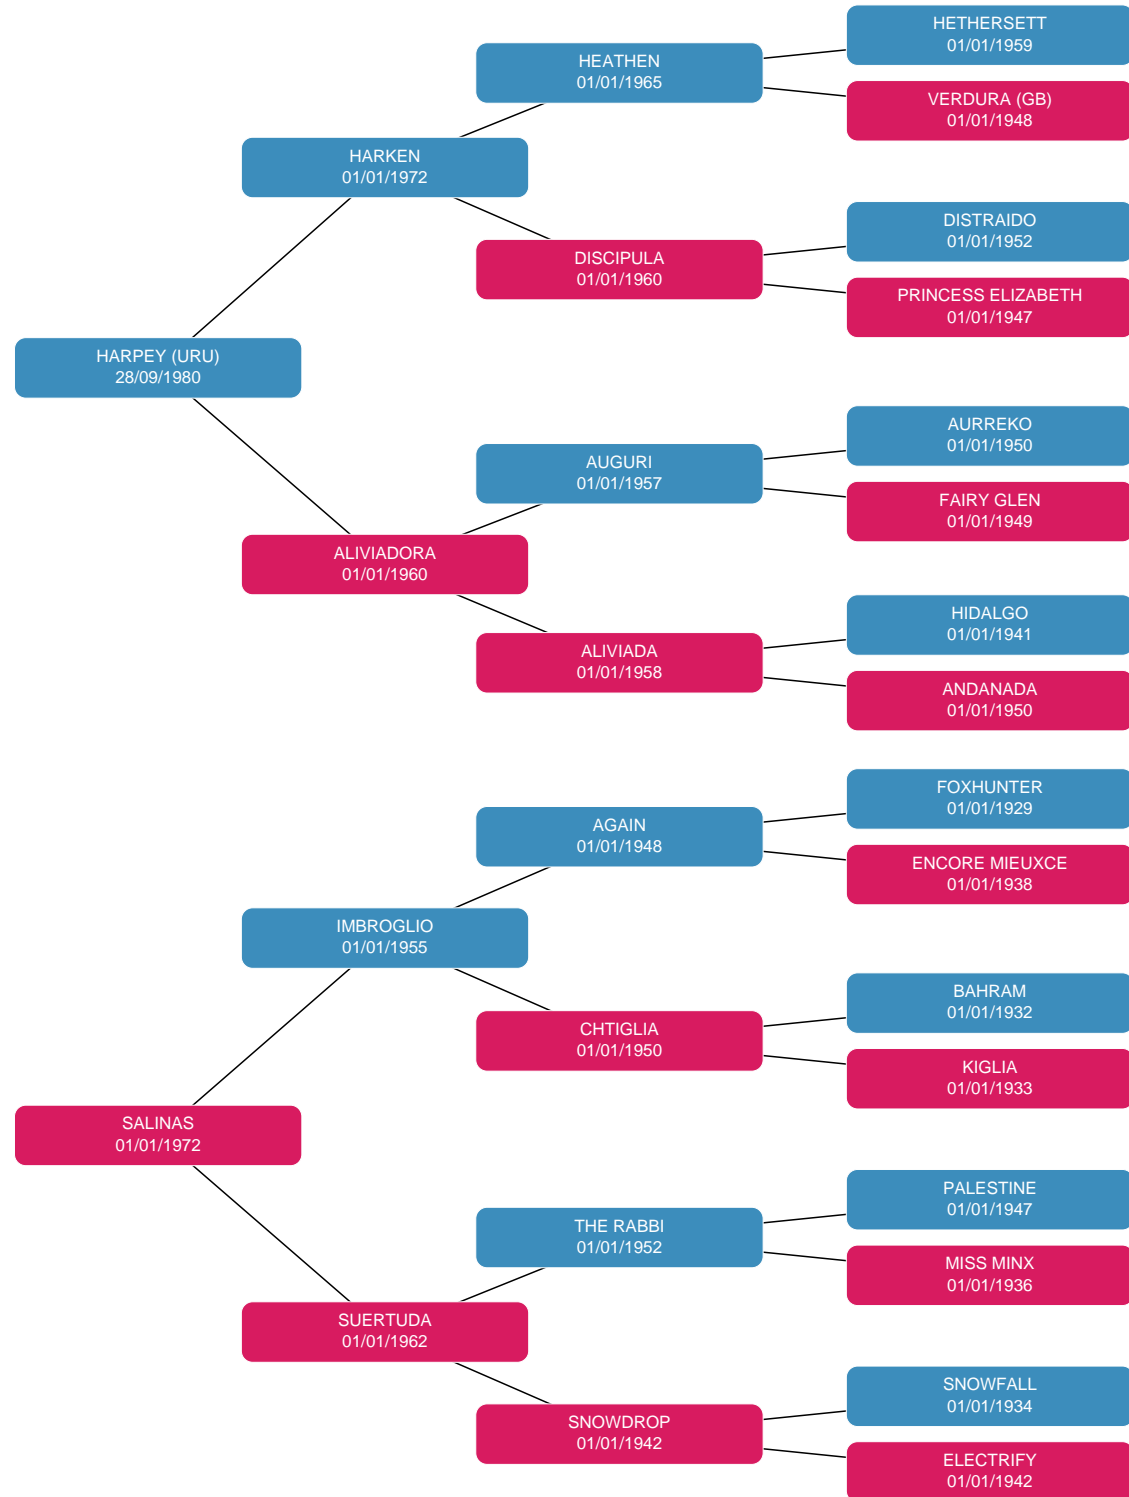 HETHERSETT
01/01/1959
HEATHEN
01/01/1965
VERDURA (GB)
01/01/1948
HARKEN
01/01/1972
DISTRAIDO
01/01/1952
DISCIPULA
01/01/1960
PRINCESS ELIZABETH
01/01/1947
HARPEY (URU)
28/09/1980
AURREKO
01/01/1950
AUGURI
01/01/1957
FAIRY GLEN
01/01/1949
ALIVIADORA
01/01/1960
HIDALGO
01/01/1941
ALIVIADA
01/01/1958
ANDANADA
01/01/1950
FOXHUNTER
01/01/1929
AGAIN
01/01/1948
ENCORE MIEUXCE
01/01/1938
IMBROGLIO
01/01/1955
BAHRAM
01/01/1932
CHTIGLIA
01/01/1950
KIGLIA
01/01/1933
SALINAS
01/01/1972
PALESTINE
01/01/1947
THE RABBI
01/01/1952
MISS MINX
01/01/1936
SUERTUDA
01/01/1962
SNOWFALL
01/01/1934
SNOWDROP
01/01/1942
ELECTRIFY
01/01/1942